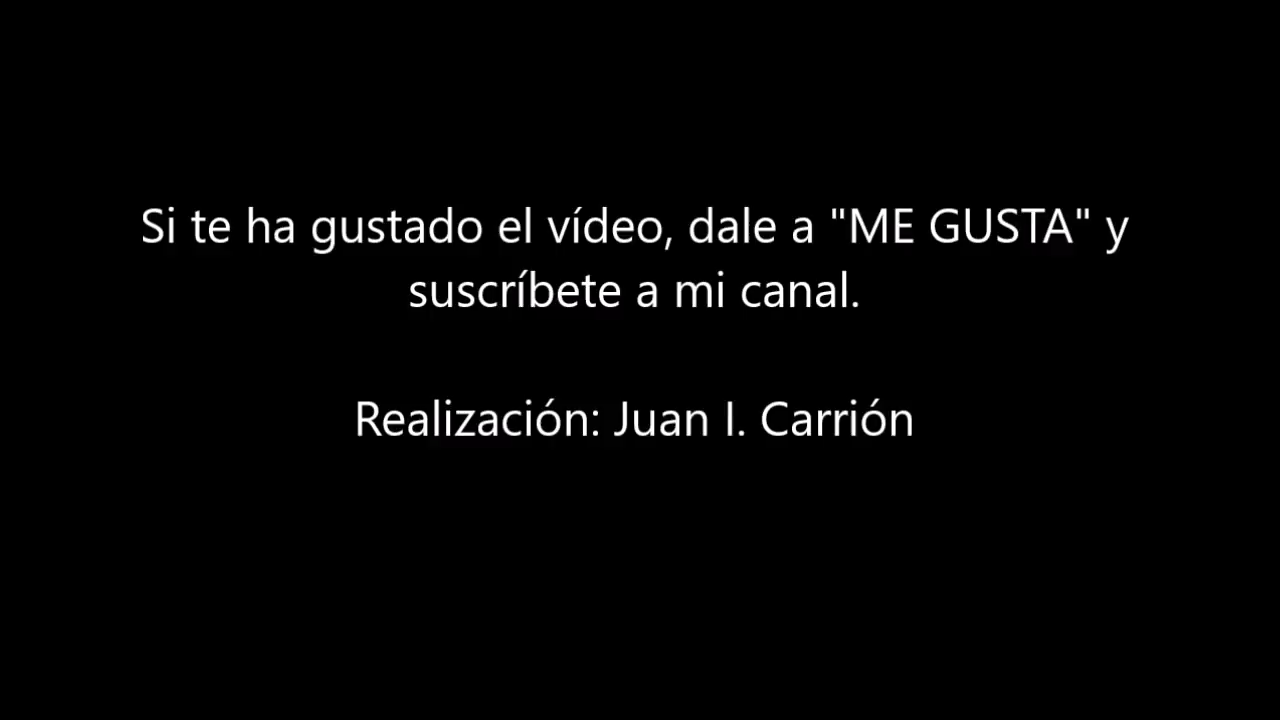 Si te ha gustado el vídeo, dale a "ME GUSTA" y
suscríbete a mi canal.
Realización: Juan I. Carrión